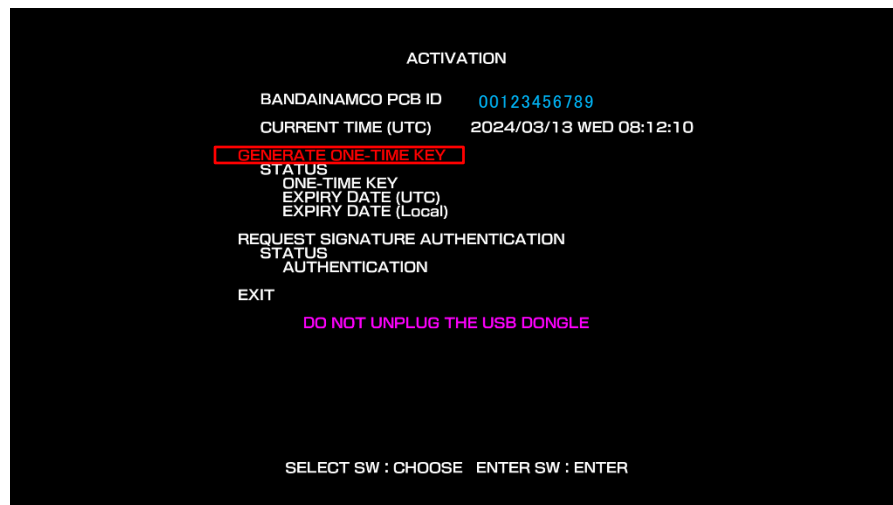 ACTIVATION
BANDAINAMCO PCB ID 00123456789
CURRENT TIME (UTC) 2024/03/13 WED 08:12:10
GENERATE ONE-TIME KEY
STATUS
ONE-TIME KEY
EXPIRY DATE (UTC)
EXPIRY DATE (Local)
REQUEST SIGNATURE AUTHENTICATION
STATUS
AUTHENTICATION
EXIT
DO NOT UNPLUG THE USB DONGLE
SELECT SW : CHOOSE ENTER SW : ENTER